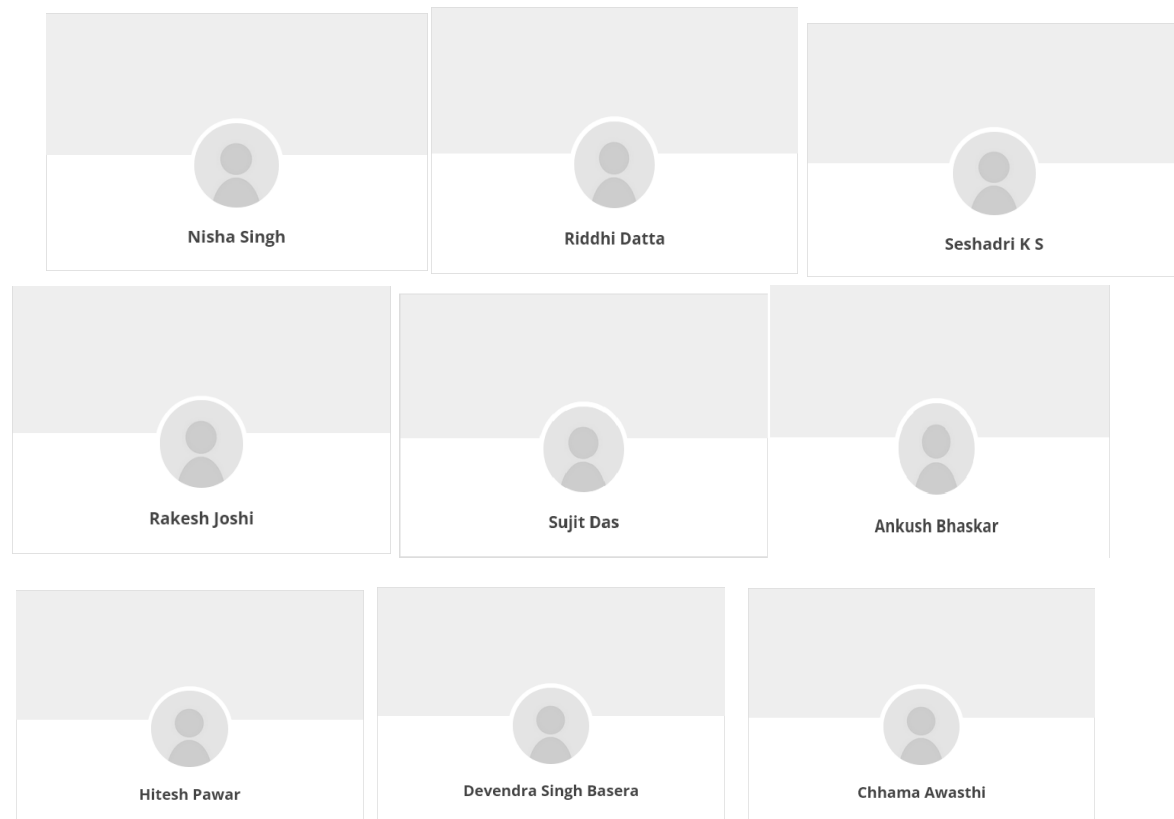 Nisha Singh
Riddhi Datta
Seshadri K S
Rakesh Joshi
Sujit Das
Ankush Bhaskar
Hitesh Pawar
Devendra Singh Basera
Chhama Awasthi